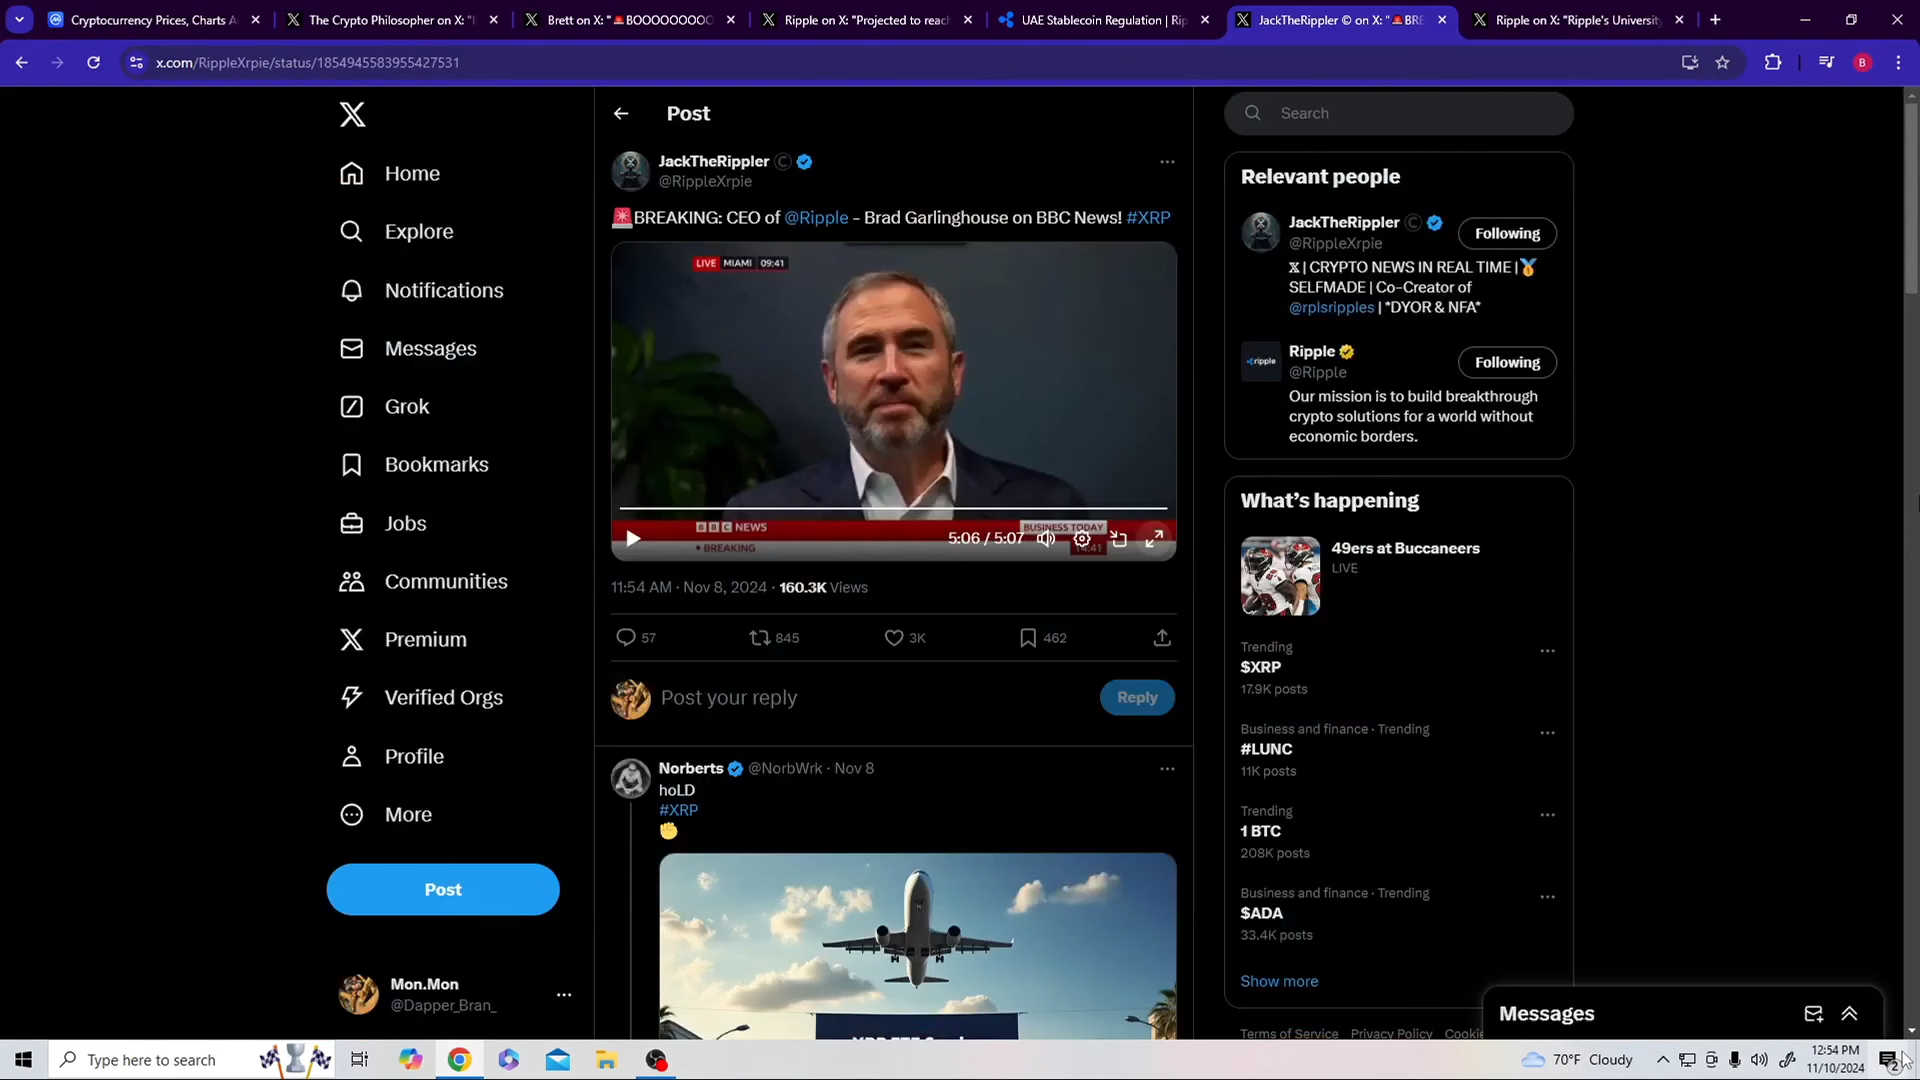 Cryptocurrency Prices, Charts A
The Crypto Philosopher on X: "
Brett on X: "🚨BOOOOOOOOO
Ripple on X: "Projected to reac
UAE Stablecoin Regulation | Rip
JackTheRippler © on X: "🚨BRE
Ripple on X: "Ripple's University
x.com/RippleXrpie/status/1854945583955427531
B
Post
Search
Home
Explore
Notifications
Messages
Grok
Bookmarks
Jobs
Communities
Premium
Verified Orgs
Profile
More
Post
Mon.Mon
@Dapper_Bran_
JackTheRippler ©
@RippleXrpie
🚨BREAKING: CEO of @Ripple - Brad Garlinghouse on BBC News! #XRP
LIVE MIAMI 09:41
BBC NEWS
BUSINESS TODAY
• BREAKING
14:41
5:06 / 5:07
11:54 AM · Nov 8, 2024 · 160.3K Views
57
845
3K
462
Post your reply
Reply
Norberts @NorbWrk · Nov 8
hoLD
#XRP
✊
Relevant people
JackTheRippler ©
@RippleXrpie
Following
𝕏 | CRYPTO NEWS IN REAL TIME |🥇
SELFMADE | Co-Creator of
@rplsripples | *DYOR & NFA*
Ripple
@Ripple
Following
ripple
Our mission is to build breakthrough
crypto solutions for a world without
economic borders.
What's happening
49ers at Buccaneers
LIVE
Trending
$XRP
17.9K posts
Business and finance · Trending
#LUNC
11K posts
Trending
1 BTC
208K posts
Business and finance · Trending
$ADA
33.4K posts
Show more
Terms of Service Privacy Policy Cookie
Messages
Type here to search
70°F Cloudy
12:54 PM
11/10/2024
2